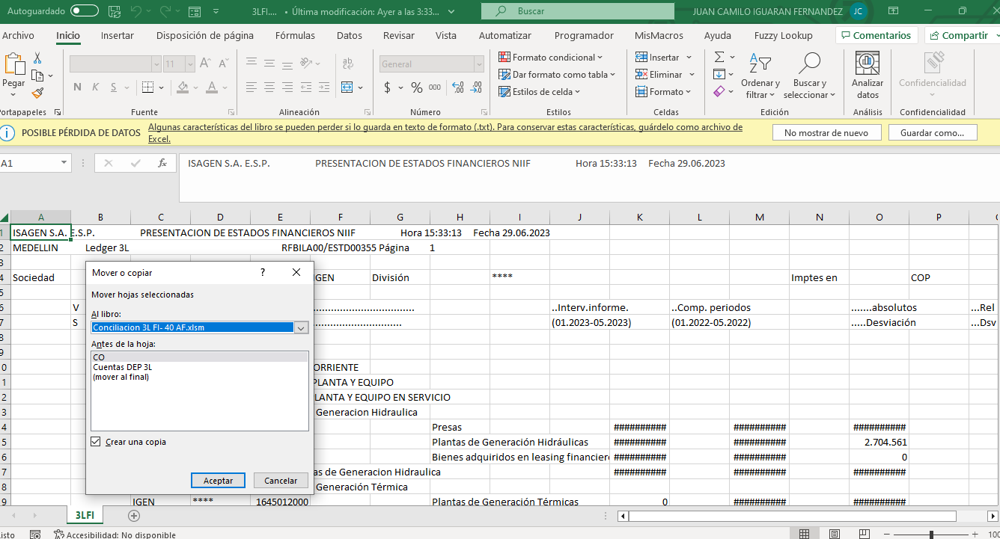 Autoguardado
3LFI.... • Última modificación: Ayer a las 3:33...
Buscar
JUAN CAMILO IGUARAN FERNANDEZ JC
Archivo Inicio Insertar Disposición de página Fórmulas Datos Revisar Vista Automatizar Programador MisMacros Ayuda Fuzzy Lookup Comentarios Compartir
Pegar
ortapapeles
11 A A
N K S A
Fuente
ab
Alineación
General
$ % 000
Número
Formato condicional
Dar formato como tabla
Estilos de celda
Estilos
Insertar
Eliminar
Formato
Celdas
Ordenar y
filtrar
Buscar y
seleccionar
Edición
Analizar
datos
Análisis
Confidencialidad
Confidencialidad
POSIBLE PÉRDIDA DE DATOS
Algunas características del libro se pueden perder si lo guarda en texto de formato (.txt). Para conservar estas características, guárdelo como archivo de
Excel.
No mostrar de nuevo
Guardar como...
A1
fx
ISAGEN S.A. E.S.P. PRESENTACION DE ESTADOS FINANCIEROS NIIF Hora 15:33:13 Fecha 29.06.2023
A B C D E F G H I J K L M N O P
1 ISAGEN S.A. E.S.P. PRESENTACION DE ESTADOS FINANCIEROS NIIF Hora 15:33:13 Fecha 29.06.2023
2 MEDELLIN Ledger 3L RFBILA00/ESTD00355 Página 1
3
4 Sociedad GEN División **** Imptes en COP
5
6 V ................................. ..Interv.informe. ..Comp. periodos .......absolutos ...Rel
7 S ............................. (01.2023-05.2023) (01.2022-05.2022) .....Desviación ...Dsv
8
9
0 ORRIENTE
1 PLANTA Y EQUIPO
2 LANTA Y EQUIPO EN SERVICIO
3 Generacion Hidraulica
4 Presas ########## ########## ##########
5 Plantas de Generación Hidráulicas ########## ########## 2.704.561
6 Bienes adquiridos en leasing financiero ########## ########## 0
7 as de Generacion Hidraulica ########## ########## ##########
8 Generación Térmica
9 IGEN **** 1645012000 Plantas de Generación Térmicas 0 ########## ##########
Mover o copiar ?
Mover hojas seleccionadas
Al libro:
Conciliacion 3L FI- 40 AF.xlsm
Antes de la hoja:
CO
Cuentas DEP 3L
(mover al final)
Crear una copia
Aceptar Cancelar
3LFI
isto
Accesibilidad: No disponible
100